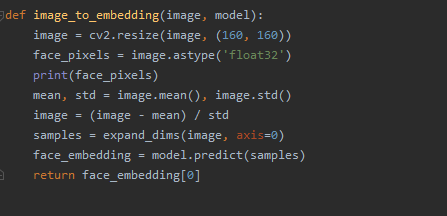 def image_to_embedding(image, model):
    image = cv2.resize(image, (160, 160))
    face_pixels = image.astype('float32')
    print(face_pixels)
    mean, std = image.mean(), image.std()
    image = (image - mean) / std
    samples = expand_dims(image, axis=0)
    face_embedding = model.predict(samples)
    return face_embedding[0]